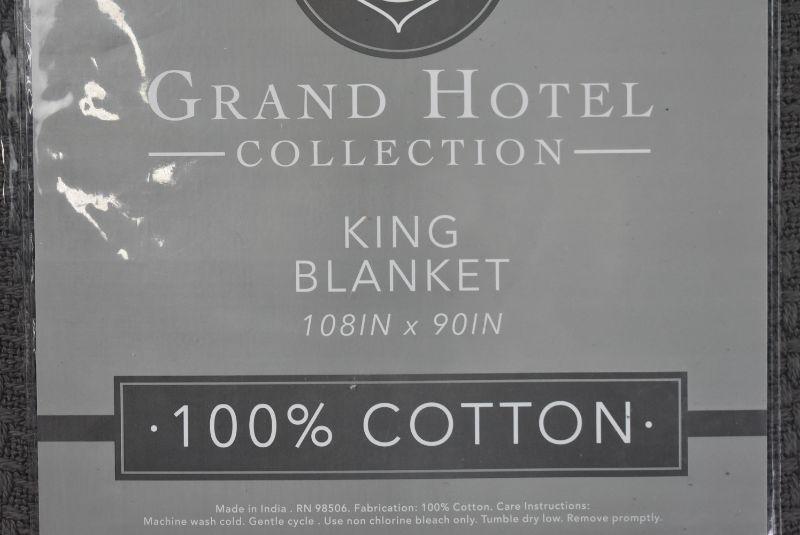 GRAND HOTEL
COLLECTION
KING
BLANKET
108IN x 90IN
·100% COTTON·
Made in India . RN 98506. Fabrication: 100% Cotton. Care Instructions:
Machine wash cold. Gentle cycle . Use non chlorine bleach only. Tumble dry low. Remove promptly.